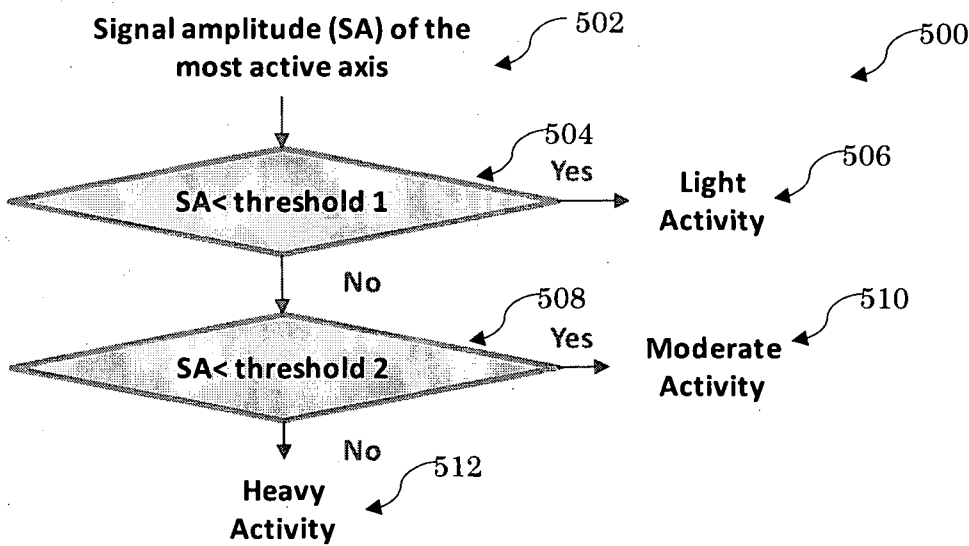 Signal amplitude (SA) of the
most active axis
502
500
504
SA< threshold 1
Yes
Light
Activity
506
No
508
SA< threshold 2
Yes
Moderate
Activity
510
No
Heavy
Activity
512